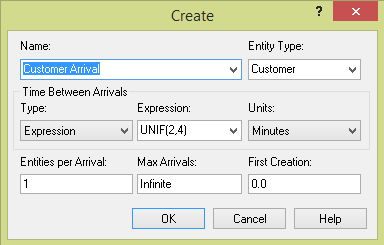 Create
?
Name:
Entity Type:
Customer Arrival
Customer
Time Between Arrivals
Type:
Expression:
Units:
Expression
UNIF(2,4)
Minutes
Entities per Arrival:
Max Arrivals:
First Creation:
1
Infinite
0.0
OK
Cancel
Help